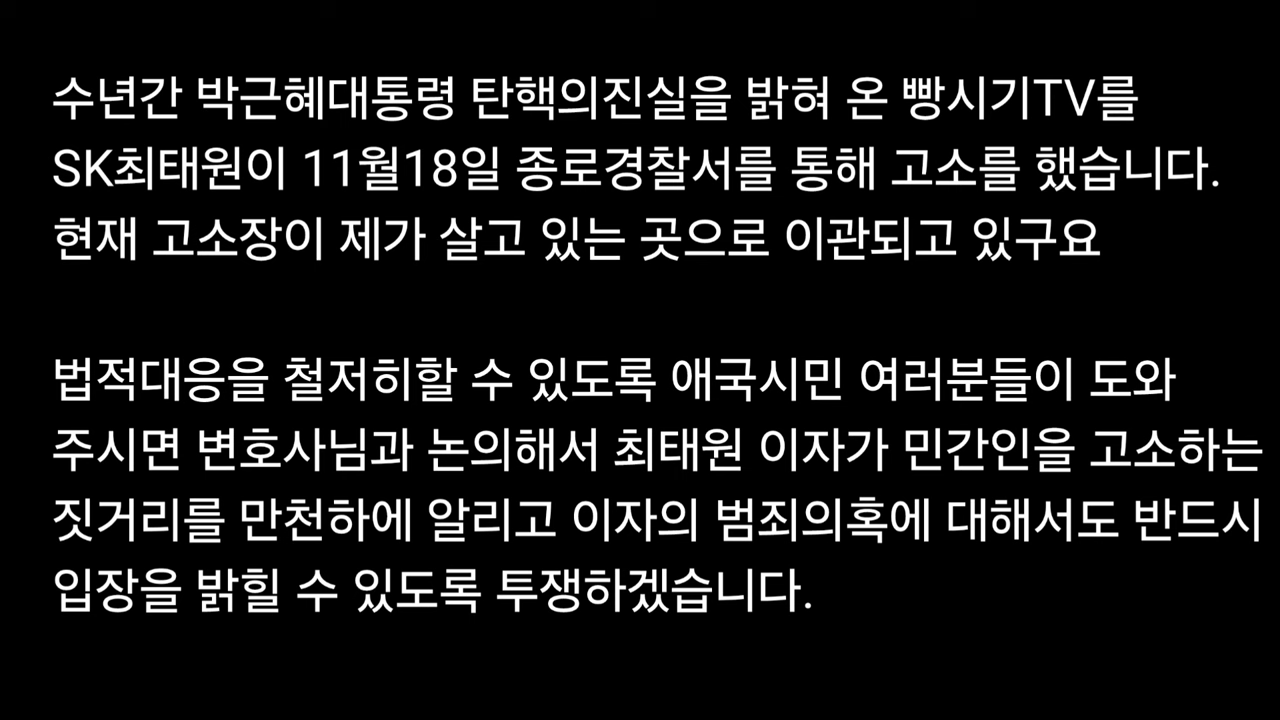 수년간 박근혜대통령 탄핵의진실을 밝혀 온 빵시기TV를
SK최태원이 11월18일 종로경찰서를 통해 고소를 했습니다.
현재 고소장이 제가 살고 있는 곳으로 이관되고 있구요
법적대응을 철저히할 수 있도록 애국시민 여러분들이 도와
주시면 변호사님과 논의해서 최태원 이자가 민간인을 고소하는
짓거리를 만천하에 알리고 이자의 범죄의혹에 대해서도 반드시
입장을 밝힐 수 있도록 투쟁하겠습니다.